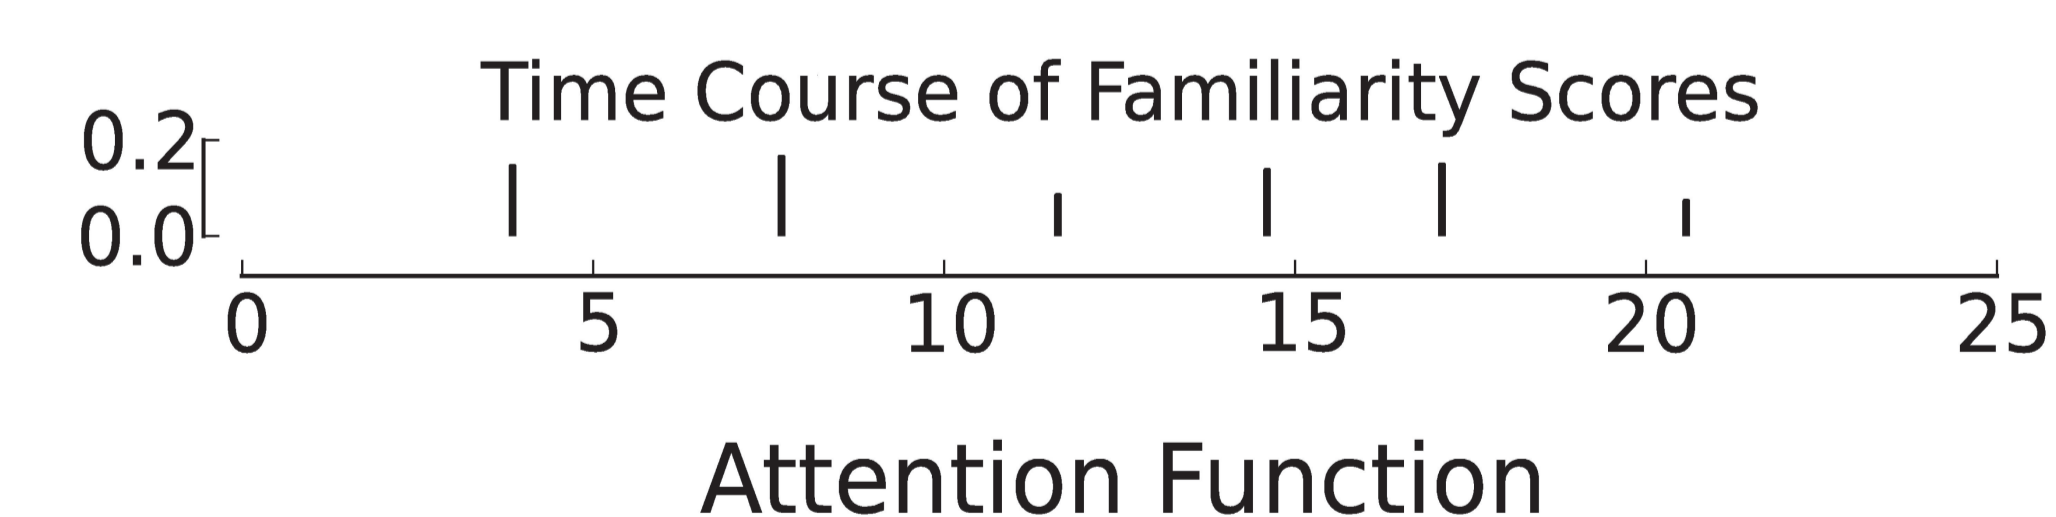 Time Course of Familiarity Scores
0.2
0.0
0 5 10 15 20 25
Attention Function